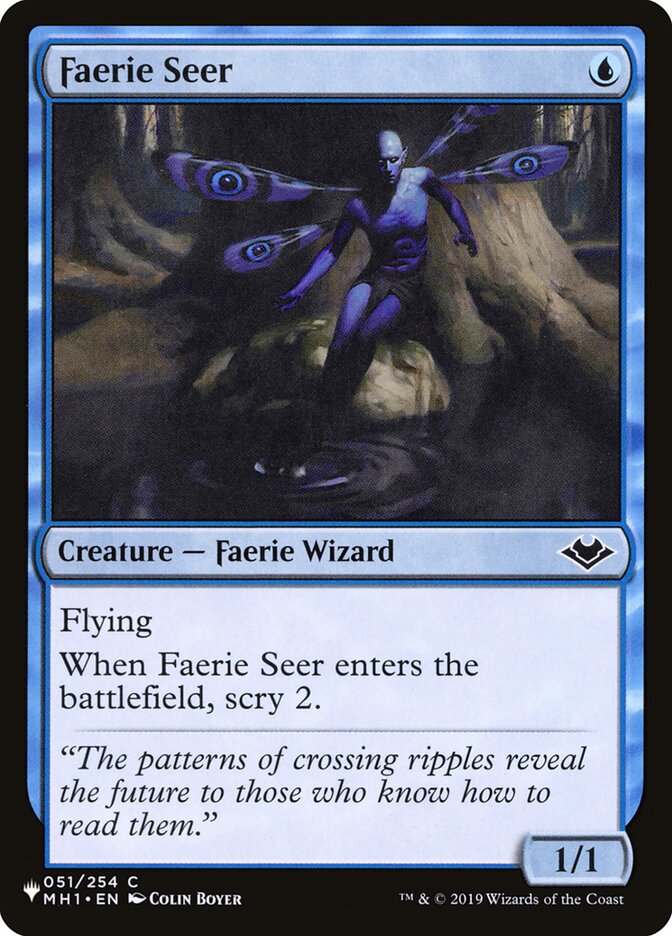 Faerie Seer
Creature — Faerie Wizard
Flying
When Faerie Seer enters the
battlefield, scry 2.
“The patterns of crossing ripples reveal
the future to those who know how to
read them.”
1/1
051/254 C
MH1 • EN Colin Boyer
™ & © 2019 Wizards of the Coast